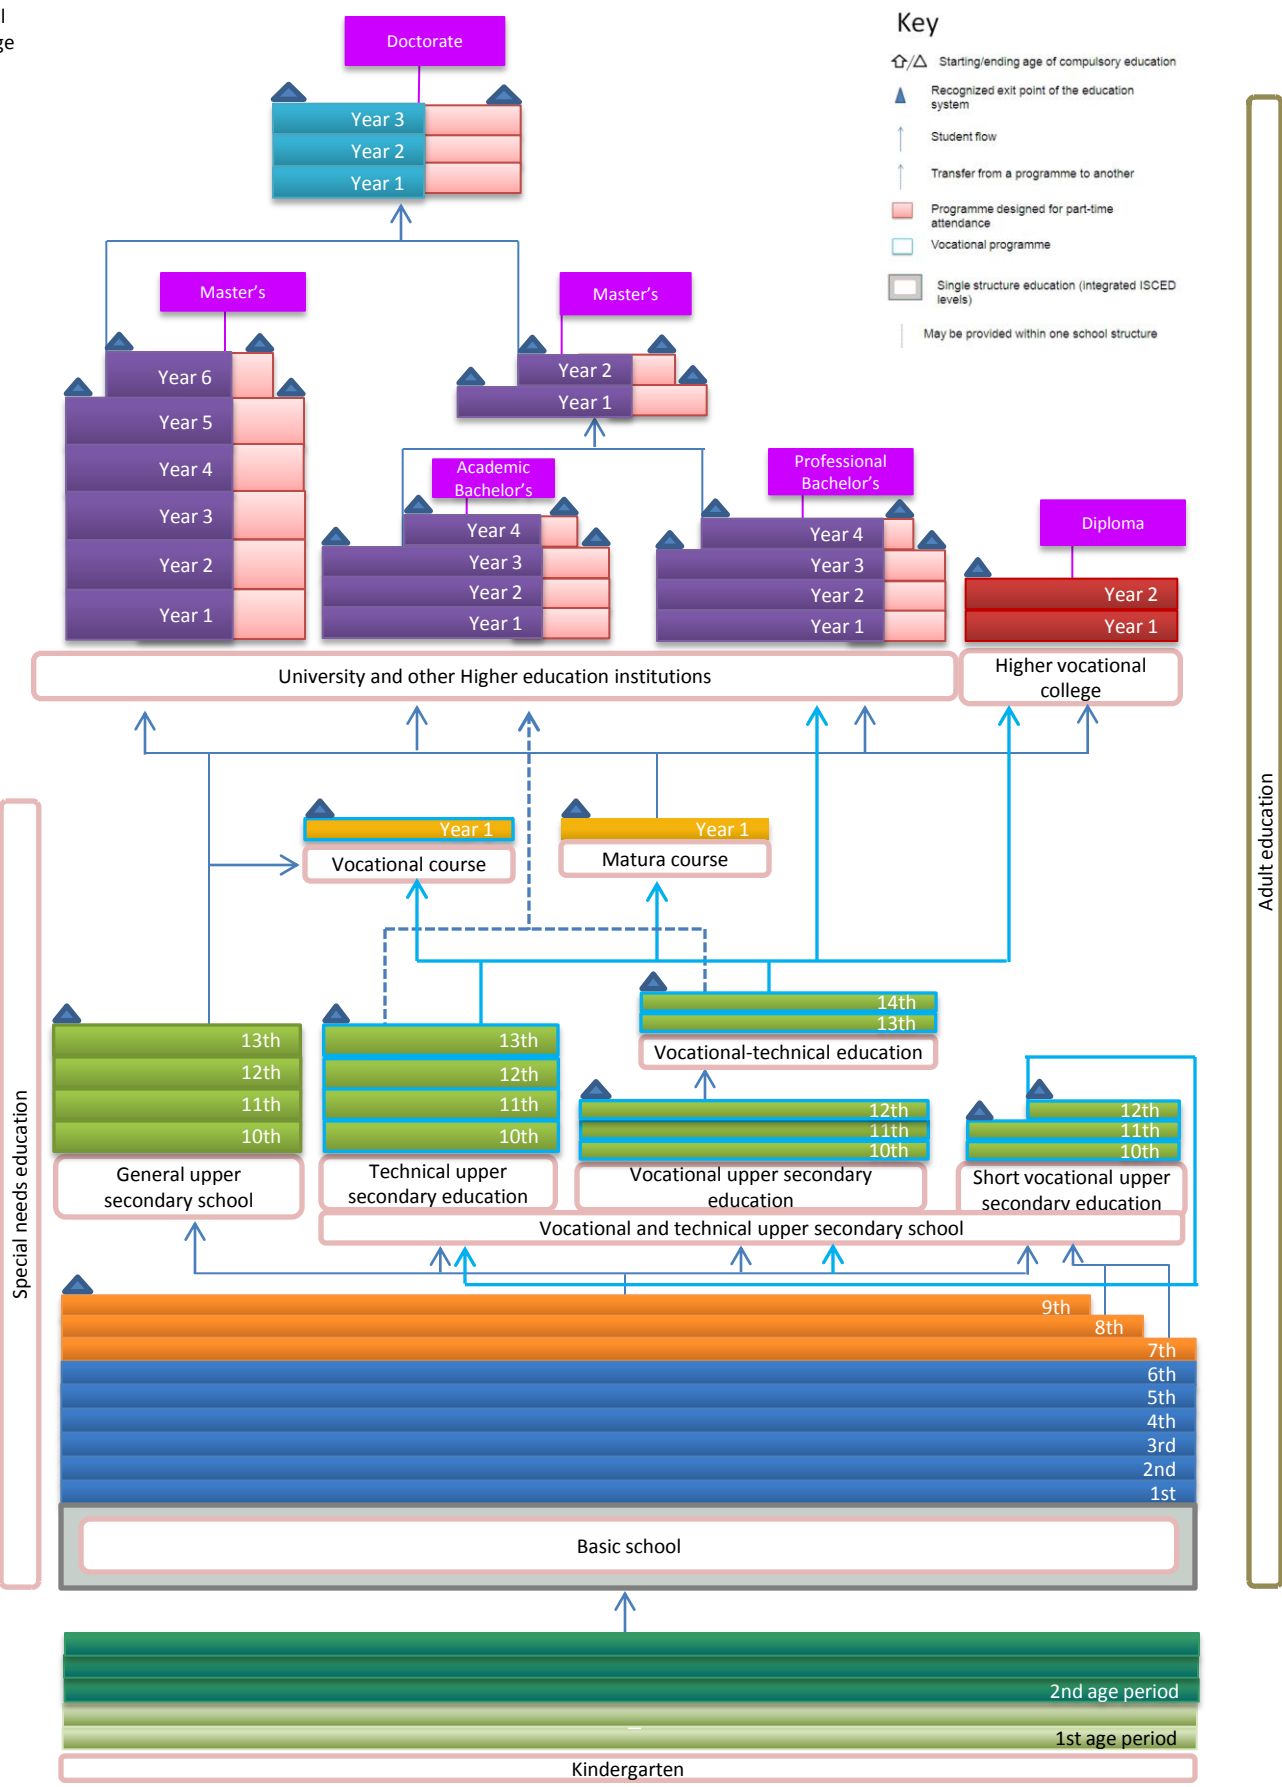 l
ge
Key
Starting/ending age of compulsory education
Recognized exit point of the education
system
Student flow
Transfer from a programme to another
Programme designed for part-time
attendance
Vocational programme
Single structure education (integrated ISCED
levels)
May be provided within one school structure
Doctorate
Year 3
Year 2
Year 1
Master's
Year 6
Year 5
Year 4
Year 3
Year 2
Year 1
Master's
Year 2
Year 1
Academic
Bachelor's
Year 4
Year 3
Year 2
Year 1
Professional
Bachelor's
Year 4
Year 3
Year 2
Year 1
Diploma
Year 2
Year 1
University and other Higher education institutions
Higher vocational
college
Year 1
Vocational course
Year 1
Matura course
13th
12th
11th
10th
General upper
secondary school
13th
12th
11th
10th
Technical upper
secondary education
14th
13th
Vocational-technical education
12th
11th
10th
Vocational upper secondary
education
12th
11th
10th
Short vocational upper
secondary education
Vocational and technical upper secondary school
9th
8th
7th
6th
5th
4th
3rd
2nd
1st
Basic school
2nd age period
1st age period
Kindergarten
Special needs education
Adult education